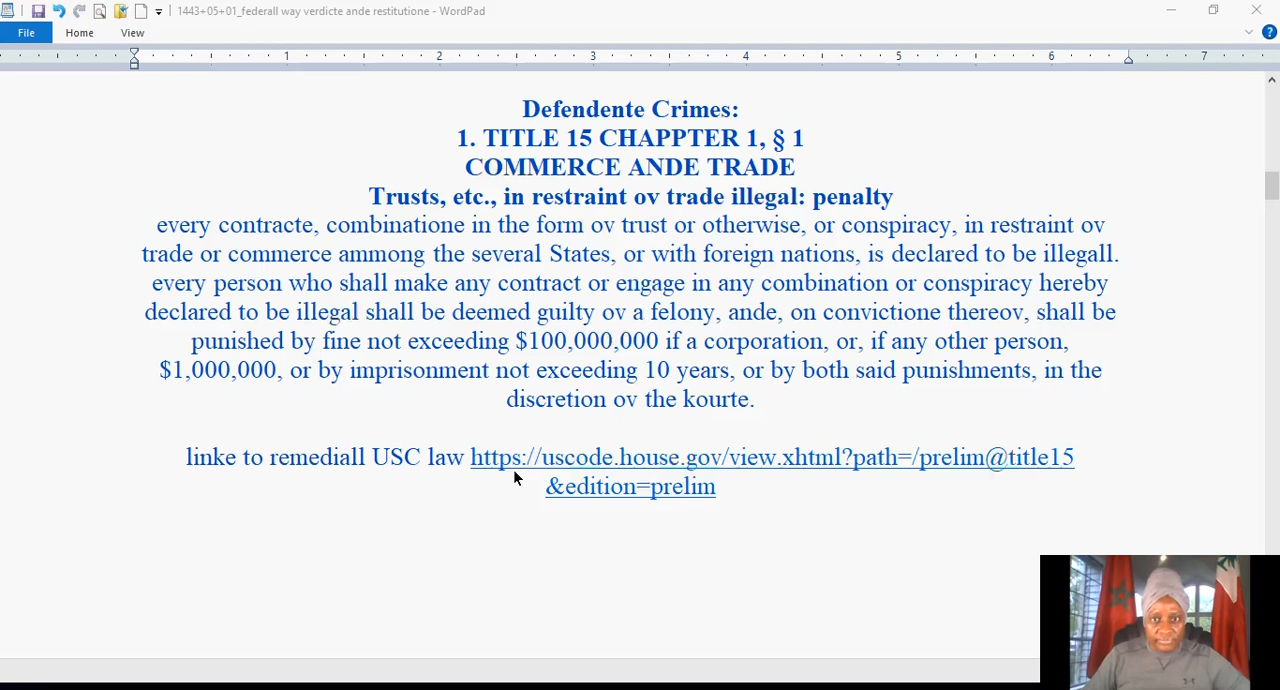 1443+05+01_federall way verdicte ande restitutione - WordPad
File Home View
1 2 3 4 5 6 7
Defendente Crimes:
1. TITLE 15 CHAPPTER 1, § 1
COMMERCE ANDE TRADE
Trusts, etc., in restraint ov trade illegal: penalty
every contracte, combinatione in the form ov trust or otherwise, or conspiracy, in restraint ov
trade or commerce ammong the several States, or with foreign nations, is declared to be illegall.
every person who shall make any contract or engage in any combination or conspiracy hereby
declared to be illegal shall be deemed guilty ov a felony, ande, on convictione thereov, shall be
punished by fine not exceeding $100,000,000 if a corporation, or, if any other person,
$1,000,000, or by imprisonment not exceeding 10 years, or by both said punishments, in the
discretion ov the kourte.
linke to remediall USC law https://uscode.house.gov/view.xhtml?path=/prelim@title15
&edition=prelim